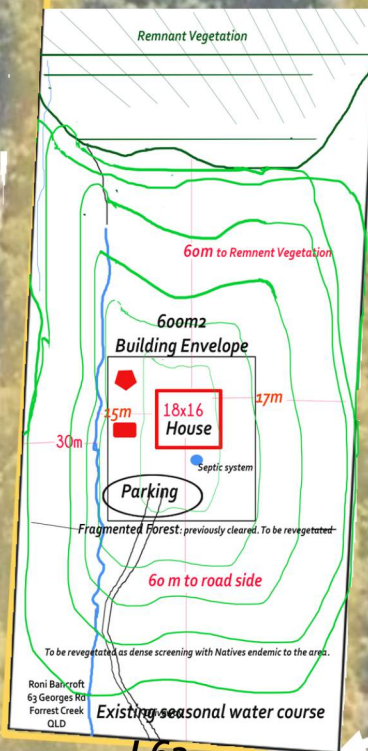 Remnant Vegetation
60m to Remnent Vegetation
600m2
Building Envelope
17m
15m
18x16
House
30m
Septic system
Parking
Fragmented Forest: previously cleared. To be revegetated
60 m to road side
To be revegetated as dense screening with Natives endemic to the area.
Roni Bancroft
63 Georges Rd
Forrest Creek
QLD
Existing seasonal water course